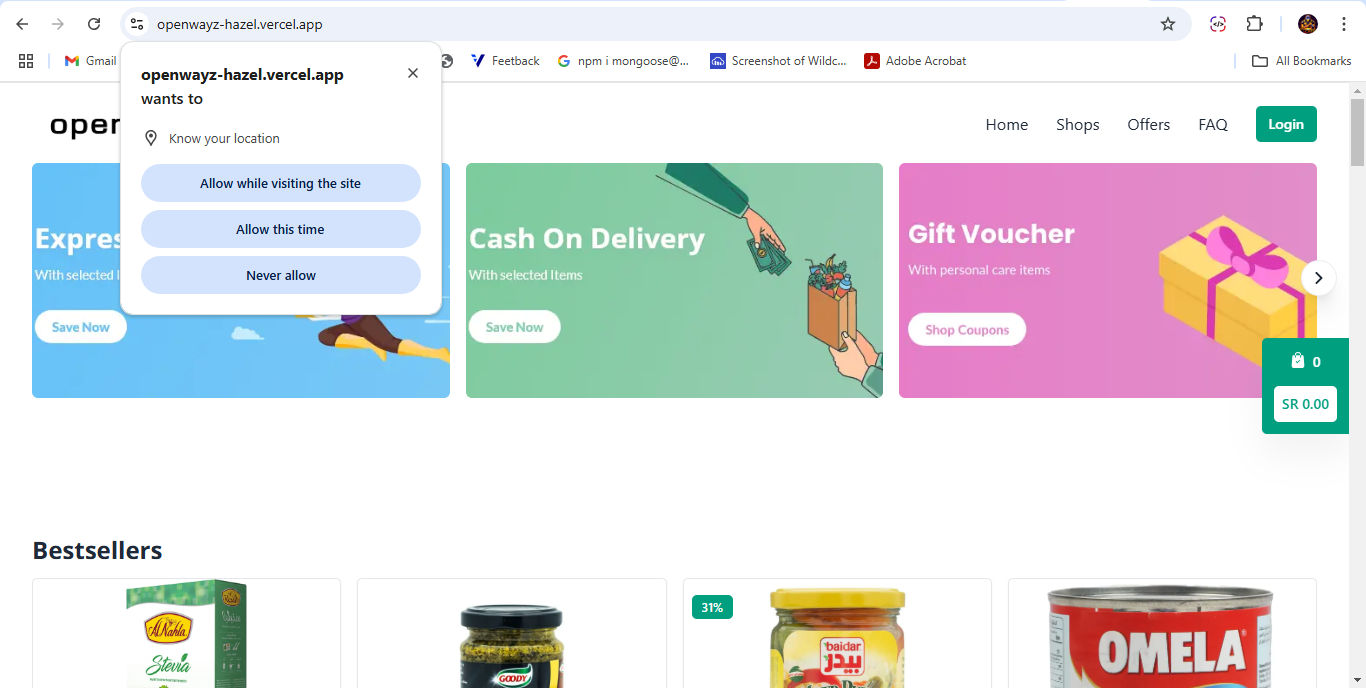 openwayz-hazel.vercel.app
Gmail
Feetback
npm i mongoose@...
Screenshot of Wildc...
Adobe Acrobat
All Bookmarks
openwayz-hazel.vercel.app
wants to
Know your location
Allow while visiting the site
Allow this time
Never allow
open
Home
Shops
Offers
FAQ
Login
Expres
With selected I
Save Now
Cash On Delivery
With selected Items
Save Now
Gift Voucher
With personal care items
Shop Coupons
0
SR 0.00
Bestsellers
Al Nahla
Stevia
GOODY
31%
baidar
بيدر
OMELA